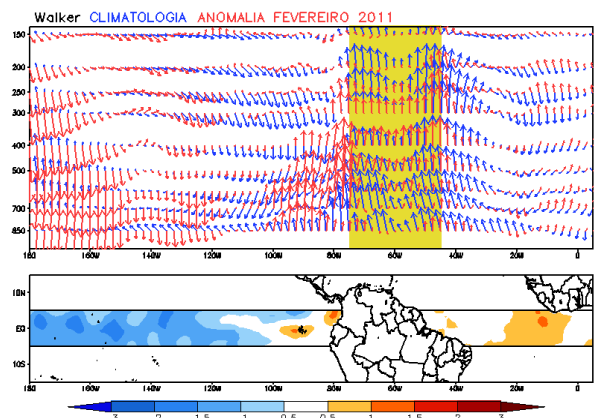 Walker CLIMATOLOGIA ANOMALIA FEVEREIRO 2011
150
200
250
300
400
500
700
850
180 160W 140W 120W 100W 80W 60W 40W 20W 0
10N
EQ
10S
180 160W 140W 120W 100W 80W 60W 40W 20W 0
-3 -2 -1.5 -1 -0.5 0.5 1 1.5 2 3